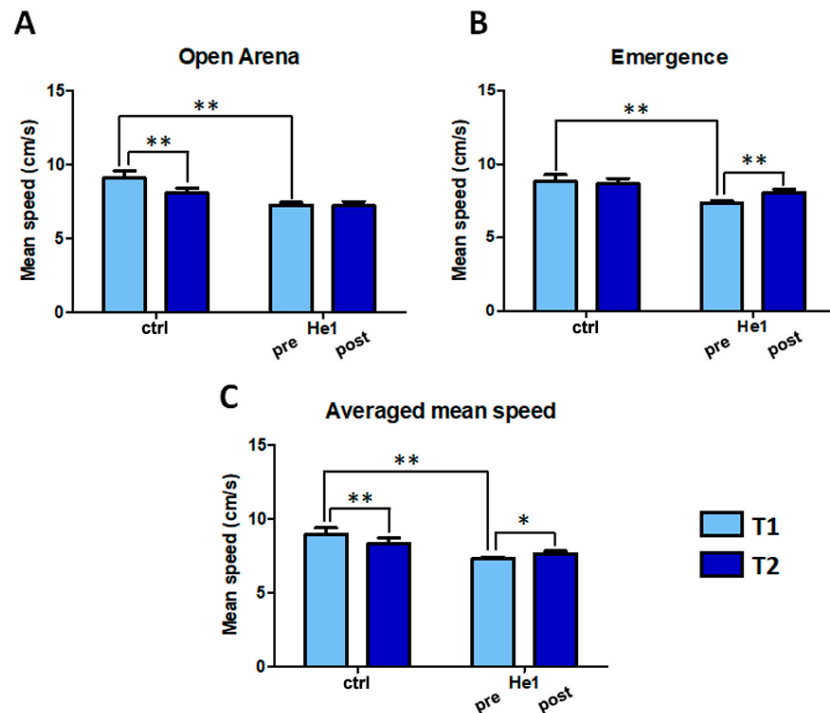 A
Open Arena
Mean speed (cm/s)
15
10
5
0
**
**
ctrl
He1
pre
post
B
Emergence
Mean speed (cm/s)
15
10
5
0
**
**
ctrl
He1
pre
post
C
Averaged mean speed
Mean speed (cm/s)
15
10
5
0
**
**
*
ctrl
He1
pre
post
T1
T2